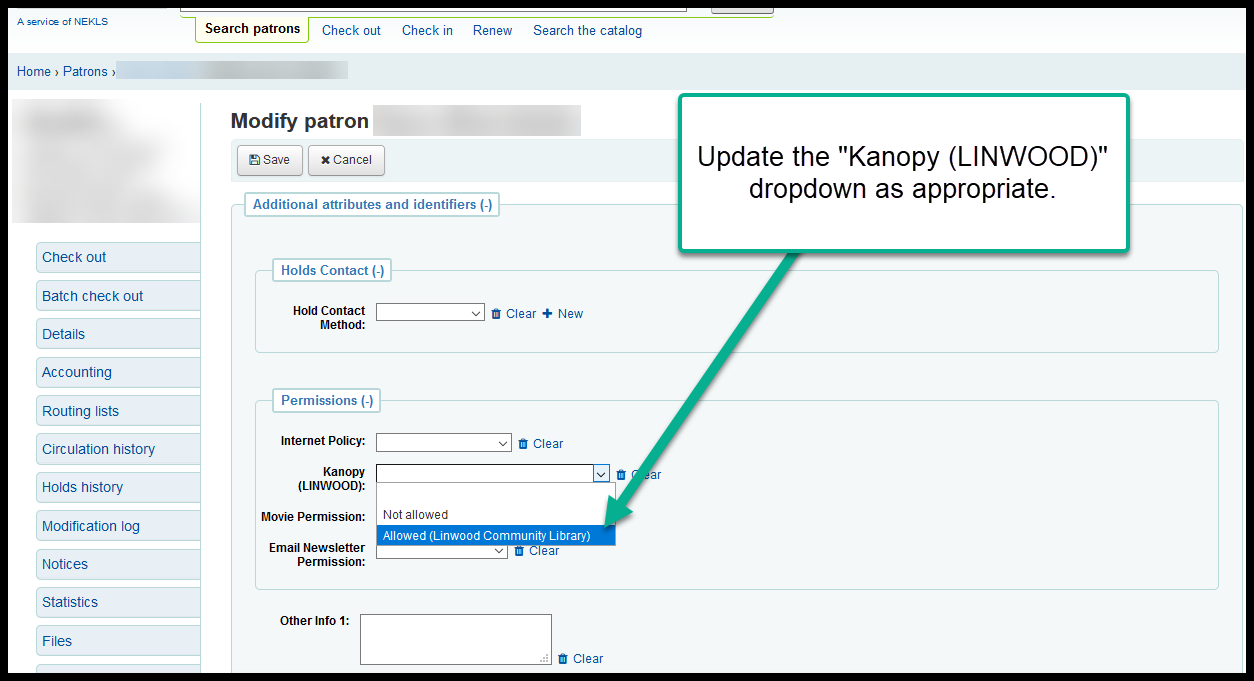 A service of NEKLS
Search patrons Check out Check in Renew Search the catalog
Home › Patrons ›
Modify patron
Save Cancel
Update the "Kanopy (LINWOOD)"
dropdown as appropriate.
Additional attributes and identifiers (-)
Check out
Batch check out
Details
Accounting
Routing lists
Circulation history
Holds history
Modification log
Notices
Statistics
Files
Holds Contact (-)
Hold Contact
Method:
Clear New
Permissions (-)
Internet Policy:
Clear
Kanopy
(LINWOOD):
Clear
Not allowed
Allowed (Linwood Community Library)
Movie Permission:
Email Newsletter
Permission:
Clear
Other Info 1:
Clear